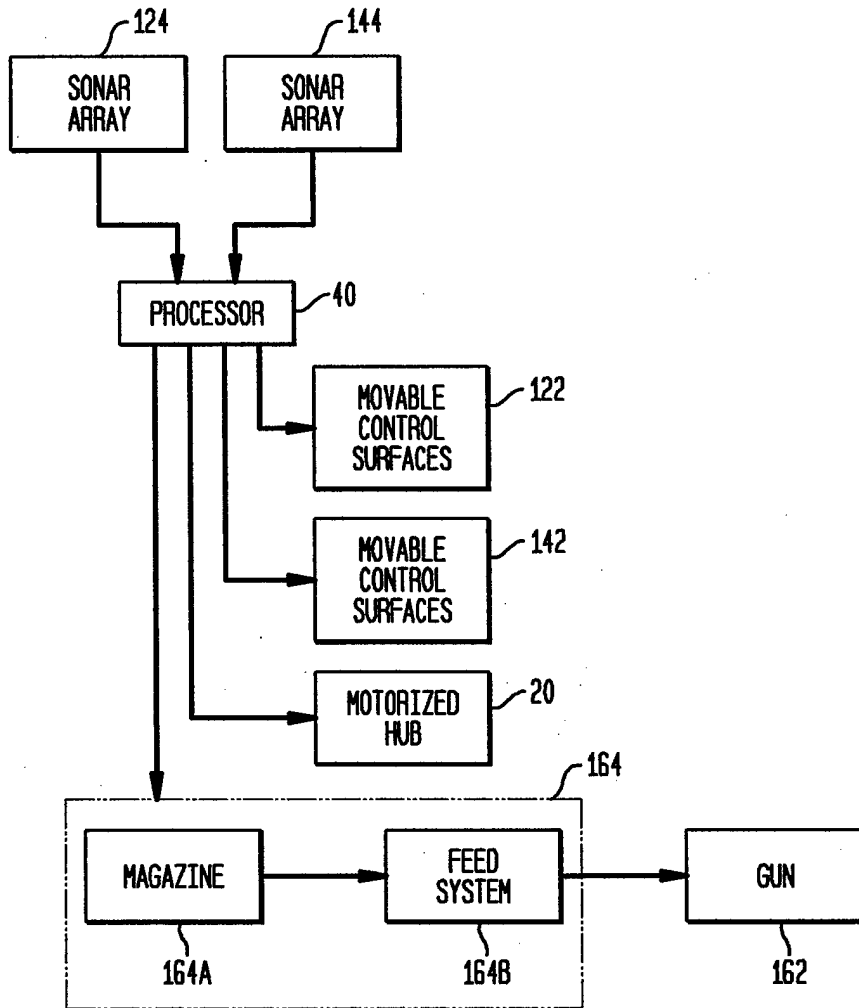 124
144
SONAR
ARRAY
SONAR
ARRAY
40
PROCESSOR
122
MOVABLE
CONTROL
SURFACES
142
MOVABLE
CONTROL
SURFACES
20
MOTORIZED
HUB
164
MAGAZINE
FEED
SYSTEM
GUN
164A
164B
162